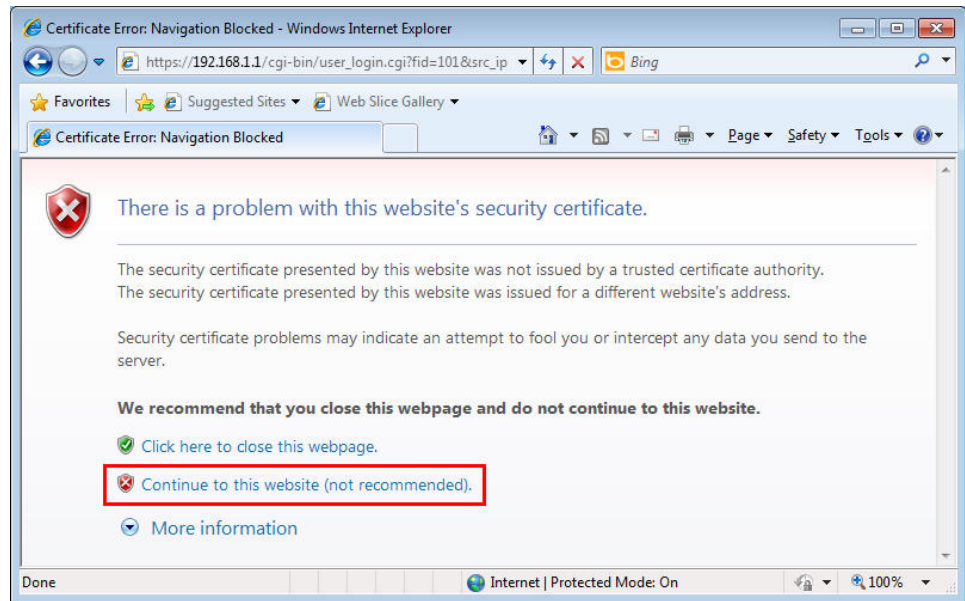 Certificate Error: Navigation Blocked - Windows Internet Explorer
https://192.168.1.1/cgi-bin/user_login.cgi?fid=101&src_ip
Bing
Favorites Suggested Sites Web Slice Gallery
Certificate Error: Navigation Blocked
Page Safety Tools
There is a problem with this website's security certificate.
The security certificate presented by this website was not issued by a trusted certificate authority.
The security certificate presented by this website was issued for a different website's address.
Security certificate problems may indicate an attempt to fool you or intercept any data you send to the
server.
We recommend that you close this webpage and do not continue to this website.
Click here to close this webpage.
Continue to this website (not recommended).
More information
Done Internet | Protected Mode: On 100%